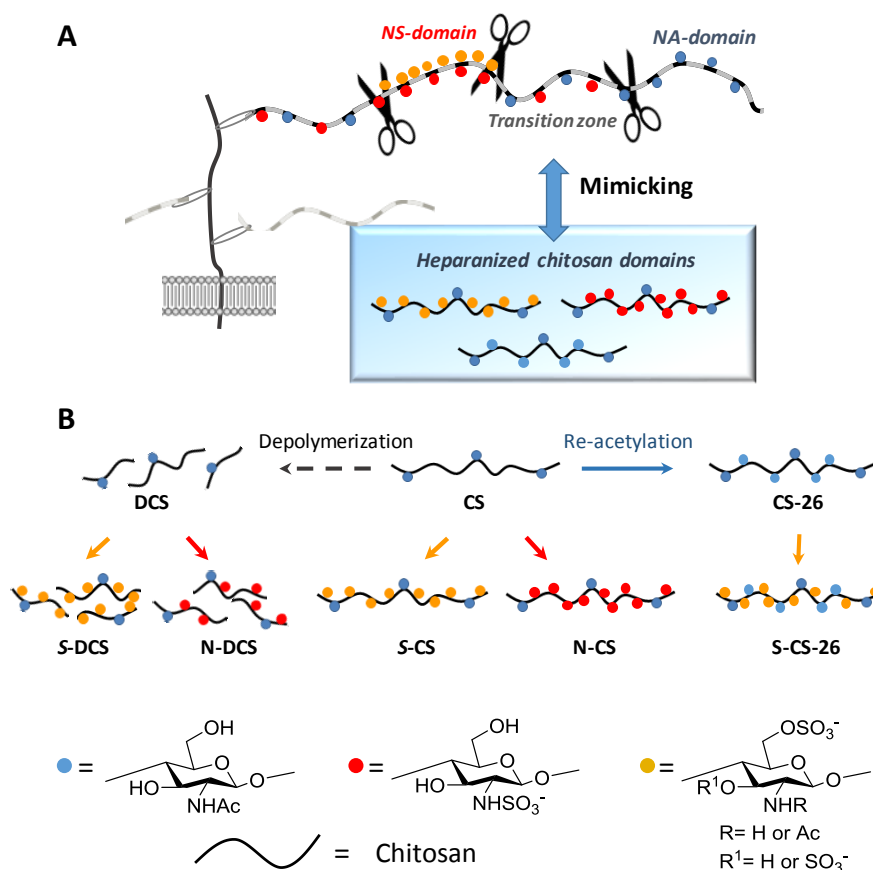 A
NS-domain
NA-domain
Transition zone
Mimicking
Heparanized chitosan domains
B
Depolymerization
Re-acetylation
DCS
CS
CS-26
S-DCS
N-DCS
S-CS
N-CS
S-CS-26
=
OH
O
HO
NHAc
O
=
OH
O
HO
NHSO₃⁻
O
=
OSO₃⁻
O
R¹O
NHR
O
R= H or Ac
R¹= H or SO₃⁻
= Chitosan